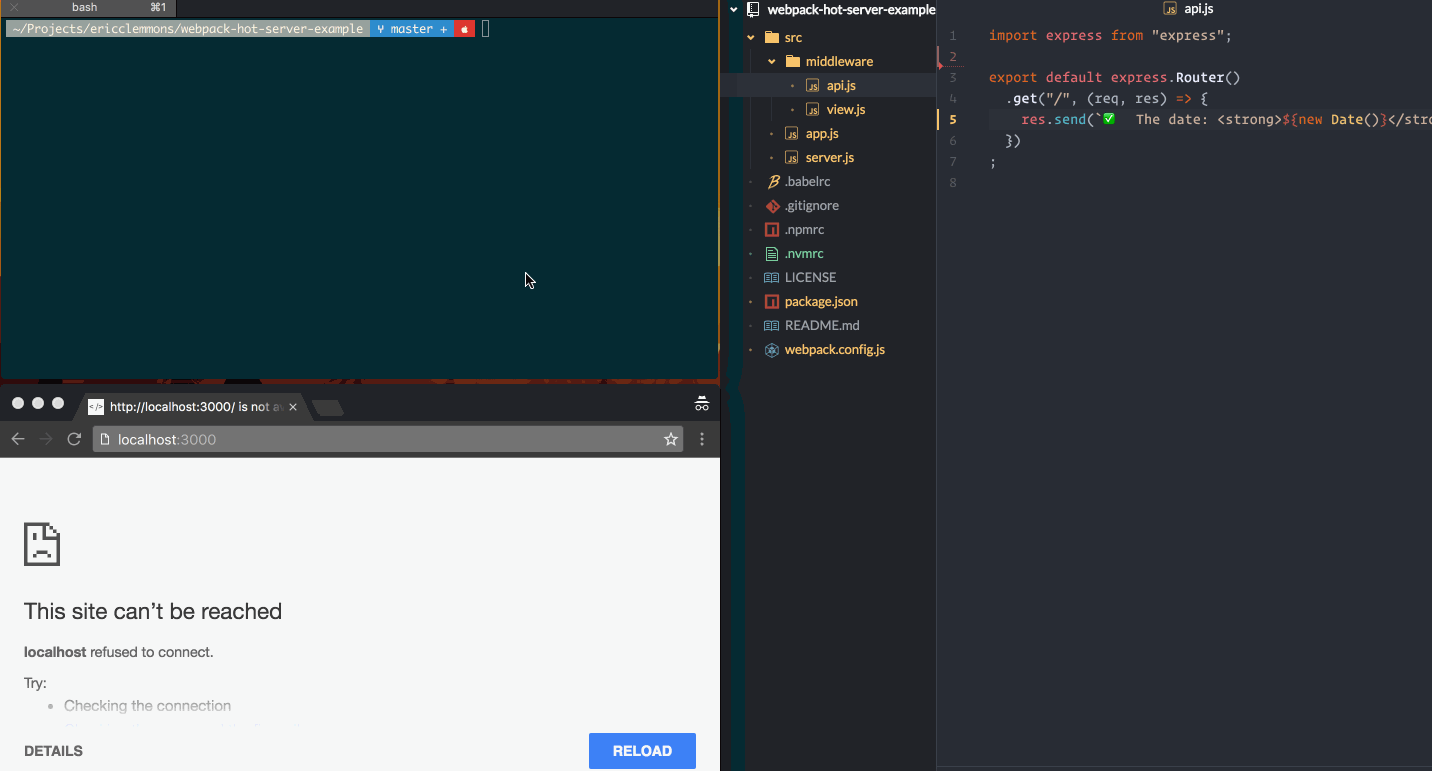 bash ⌘1
~/Projects/ericclemmons/webpack-hot-server-example master +
http://localhost:3000/ is not
localhost:3000
This site can’t be reached
localhost refused to connect.
Try:
• Checking the connection
DETAILS
RELOAD
webpack-hot-server-example
src
middleware
api.js
view.js
app.js
server.js
.babelrc
.gitignore
.npmrc
.nvmrc
LICENSE
package.json
README.md
webpack.config.js
api.js
1 import express from "express";
2
3 export default express.Router()
4 .get("/", (req, res) => {
5 res.send(`✅ The date: <strong>${new Date()}</stro
6 })
7 ;
8